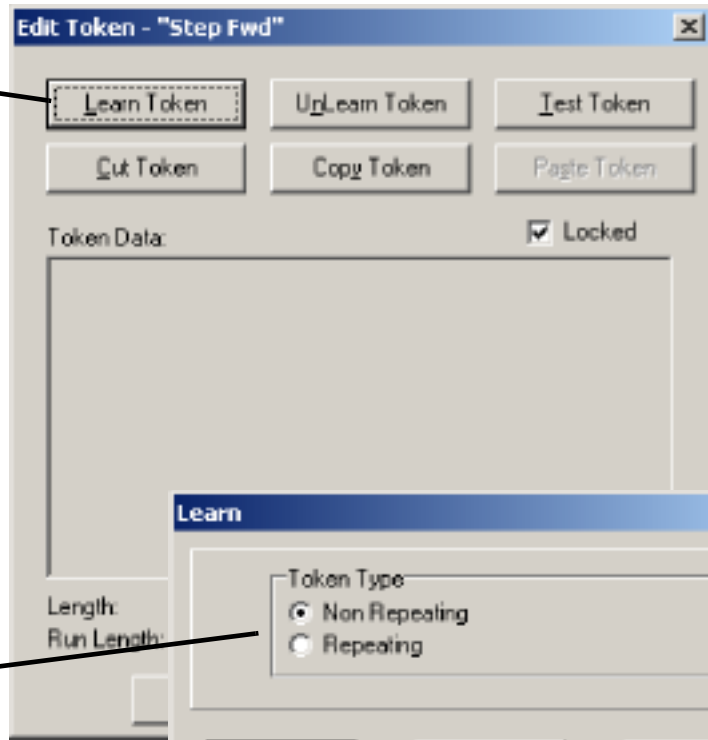 Edit Token - "Step Fwd"
Learn Token UnLearn Token Test Token
Cut Token Copy Token Paste Token
Token Data: Locked
Learn
Token Type
Non Repeating
Repeating
Length:
Run Length: